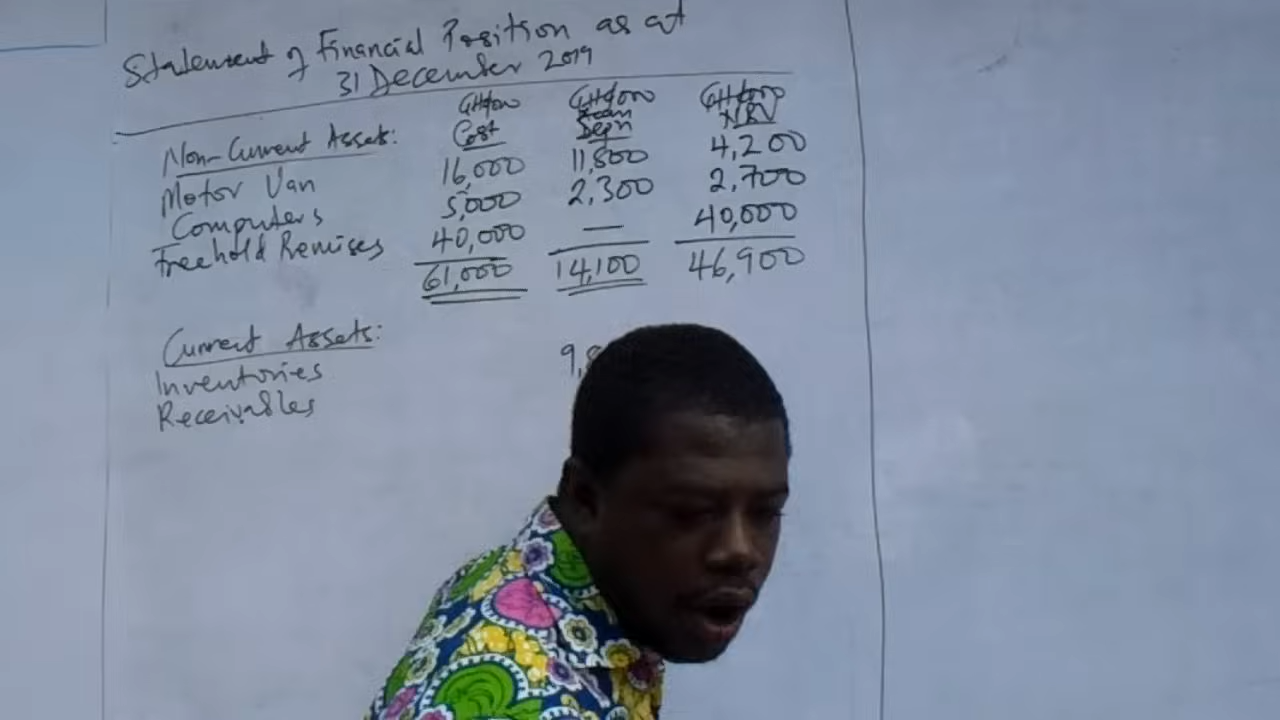 Statement of Financial Position as at
31 December 2019
GH¢000 GH¢000 GH¢000
Non-Current Assets: Cost Depn NBV
Motor Van 16,000 11,800 4,200
Computers 5,000 2,300 2,700
Freehold Premises 40,000 — 40,000
61,000 14,100 46,900
Current Assets:
Inventories
Receivables